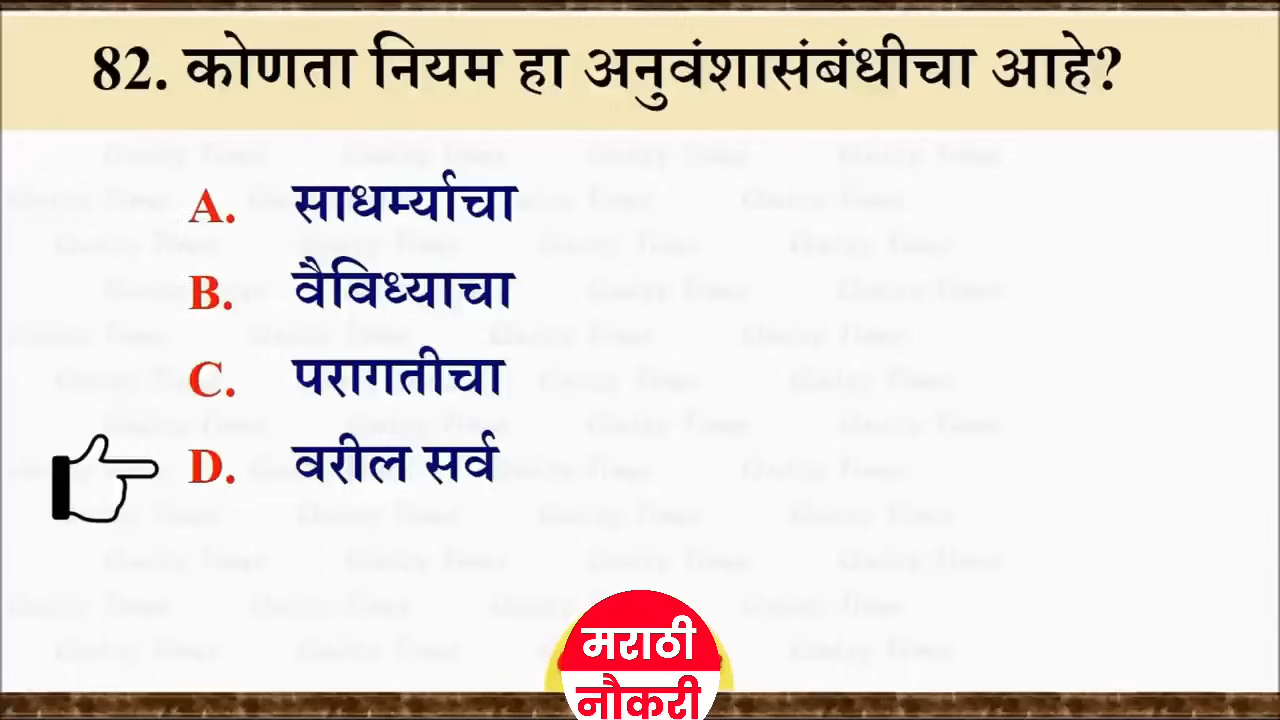 82. कोणता नियम हा अनुवंशासंबंधीचा आहे?
A. साधर्म्याचा
B. वैविध्याचा
C. परागतीचा
D. वरील सर्व
मराठी
नौकरी